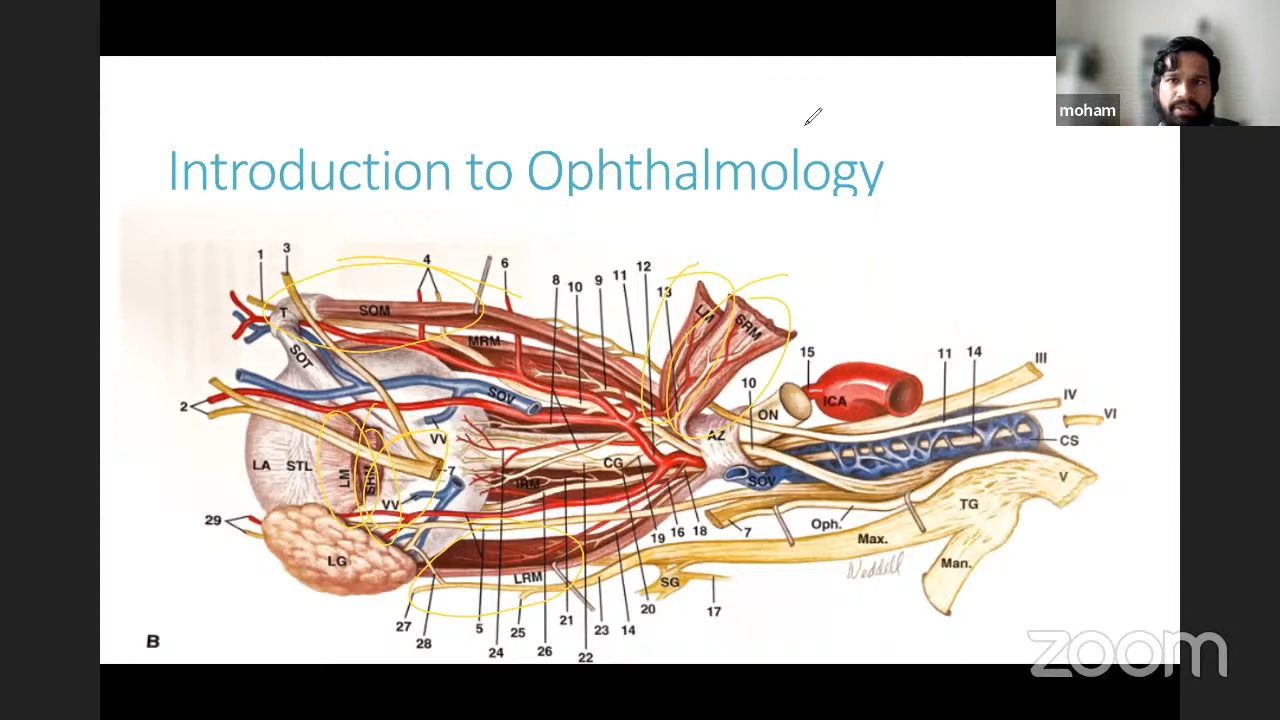 moham
Introduction to Ophthalmology
1 3 4 6 8 10 9 11 12 13
T SOM LM SRM
SOT MRM 15 11 14 III
2 SOV 10 ON ICA IV VI
VV AZ CS
LA STL LM SRM 7 CG SOV V
VV IRM TG
29 19 16 18 7 Oph.
LG LRM Max. Man.
SG Weddell
27 28 5 25 21 23 14 20 17
24 26 22
B
zoom